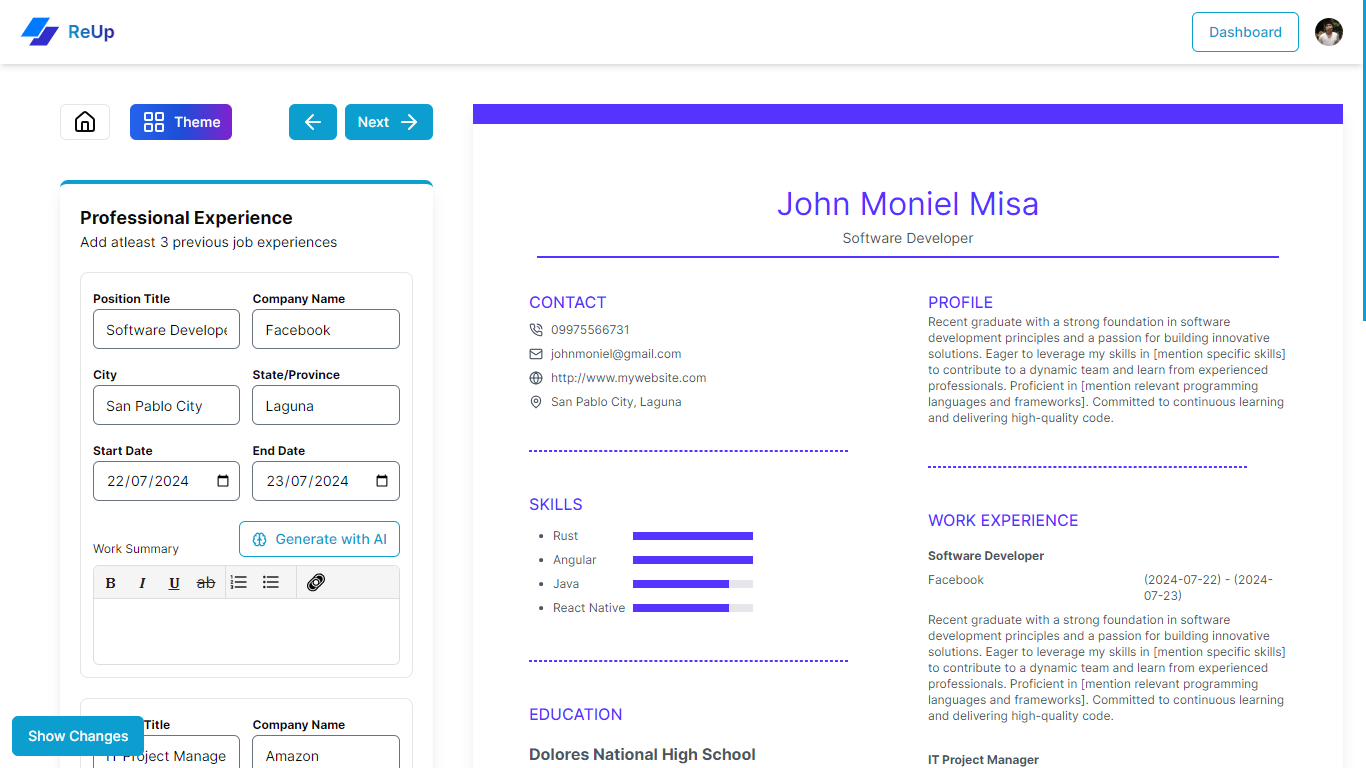 ReUp
Dashboard
Theme
Next
Professional Experience
Add atleast 3 previous job experiences
Position Title
Company Name
Software Develope
Facebook
City
State/Province
San Pablo City
Laguna
Start Date
End Date
22/07/2024
23/07/2024
Work Summary
Generate with AI
B I U ab
Title
Company Name
IT Project Manage
Amazon
Show Changes
John Moniel Misa
Software Developer
CONTACT
09975566731
johnmoniel@gmail.com
http://www.mywebsite.com
San Pablo City, Laguna
SKILLS
Rust
Angular
Java
React Native
EDUCATION
Dolores National High School
PROFILE
Recent graduate with a strong foundation in software
development principles and a passion for building innovative
solutions. Eager to leverage my skills in [mention specific skills]
to contribute to a dynamic team and learn from experienced
professionals. Proficient in [mention relevant programming
languages and frameworks]. Committed to continuous learning
and delivering high-quality code.
WORK EXPERIENCE
Software Developer
Facebook
(2024-07-22) - (2024-
07-23)
Recent graduate with a strong foundation in software
development principles and a passion for building innovative
solutions. Eager to leverage my skills in [mention specific skills]
to contribute to a dynamic team and learn from experienced
professionals. Proficient in [mention relevant programming
languages and frameworks]. Committed to continuous learning
and delivering high-quality code.
IT Project Manager